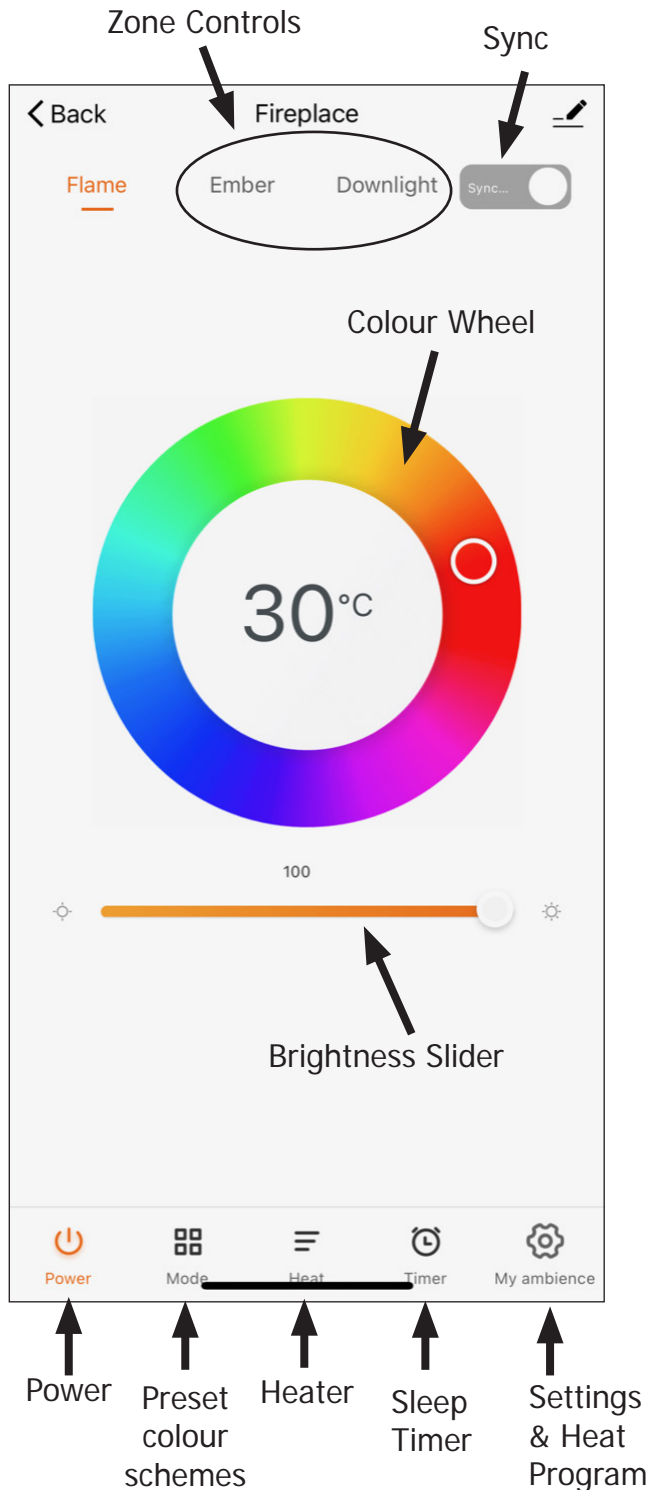 Zone Controls
Sync
Back
Fireplace
Flame
Ember
Downlight
Sync...
Colour Wheel
30°C
100
Brightness Slider
Power
Mode
Heat
Timer
My ambience
Power
Preset
colour
schemes
Heater
Sleep
Timer
Settings
& Heat
Program